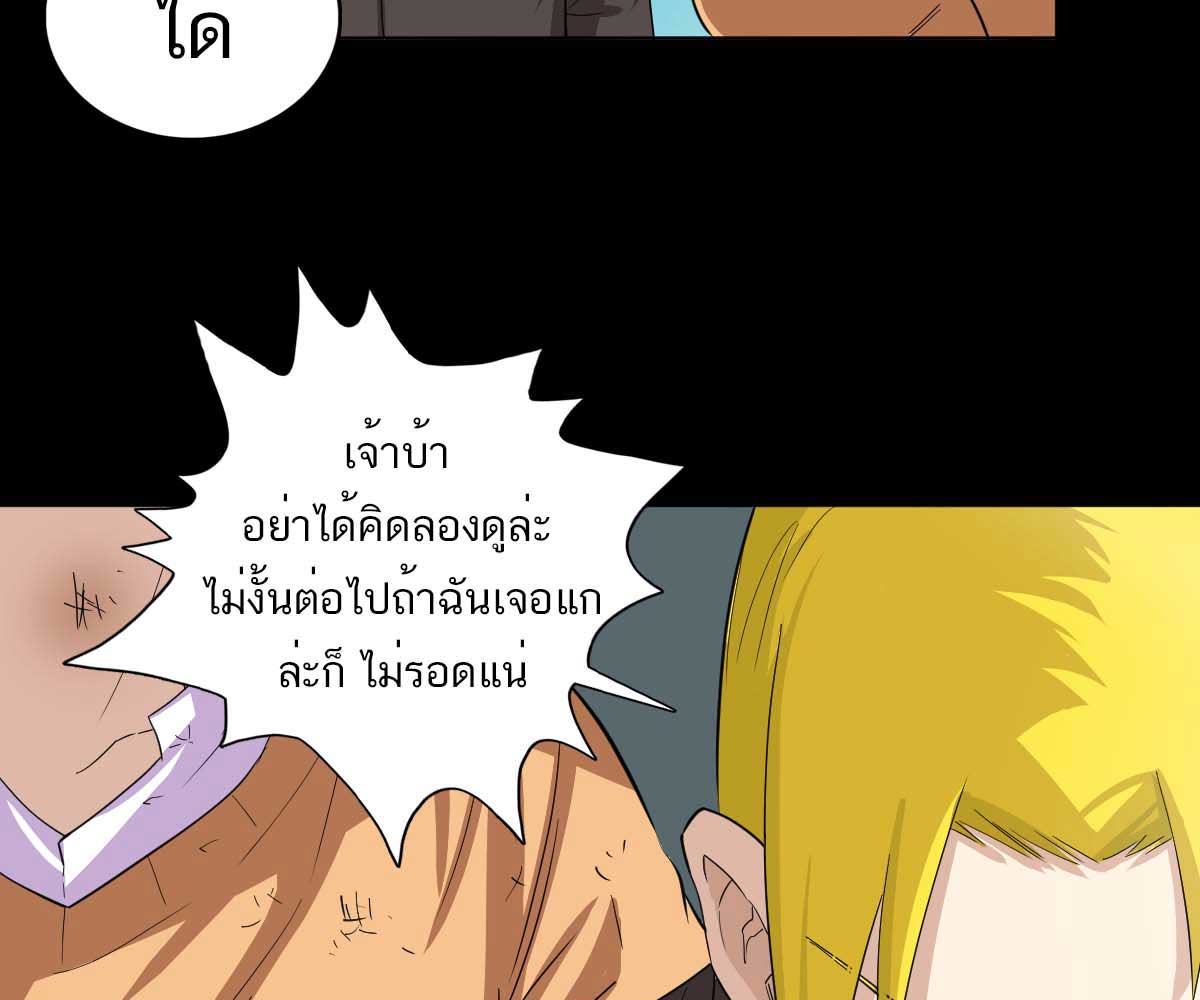 ได
เจ้าบ้า
อย่าได้คิดลองดูล่ะ
ไม่งั้นต่อไปถ้าฉันเจอแก
ล่ะก็ ไม่รอดแน่